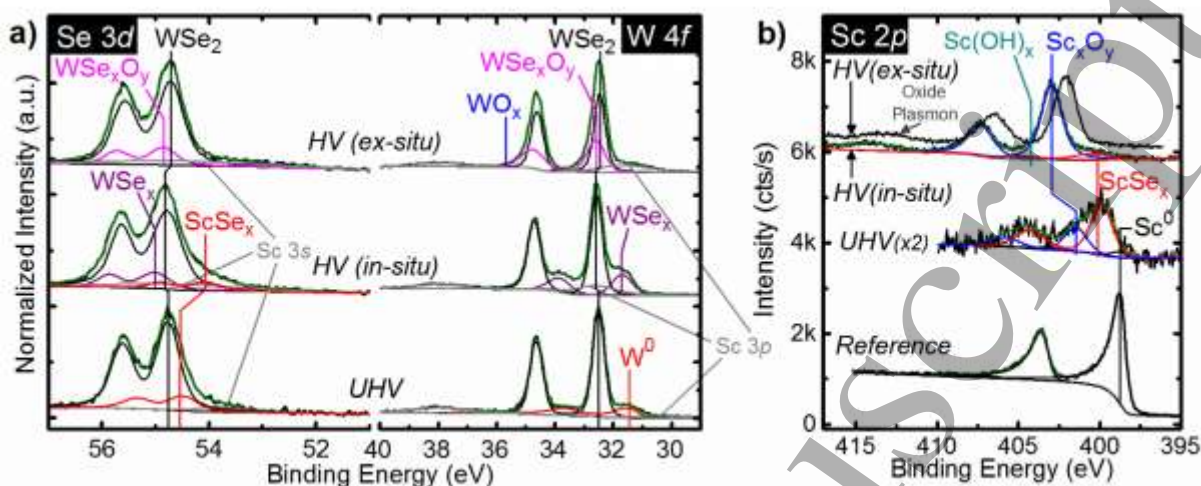 a) Se 3d WSe2 WSe2 W 4f
WSexOy WSexOy
WOx
HV (ex-situ)
WSex
ScSex WSex
Sc 3s
HV (in-situ)
Sc 3p
W0
UHV
Normalized Intensity (a.u.)
56 54 52 40 38 36 34 32 30
Binding Energy (eV)
b) Sc 2p Sc(OH)x ScxOy
8k
HV(ex-situ)
Oxide
Plasmon
6k
HV(in-situ) ScSex
Sc0
UHV(x2)
4k
Intensity (cts/s)
2k
Reference
0
415 410 405 400 395
Binding Energy (eV)